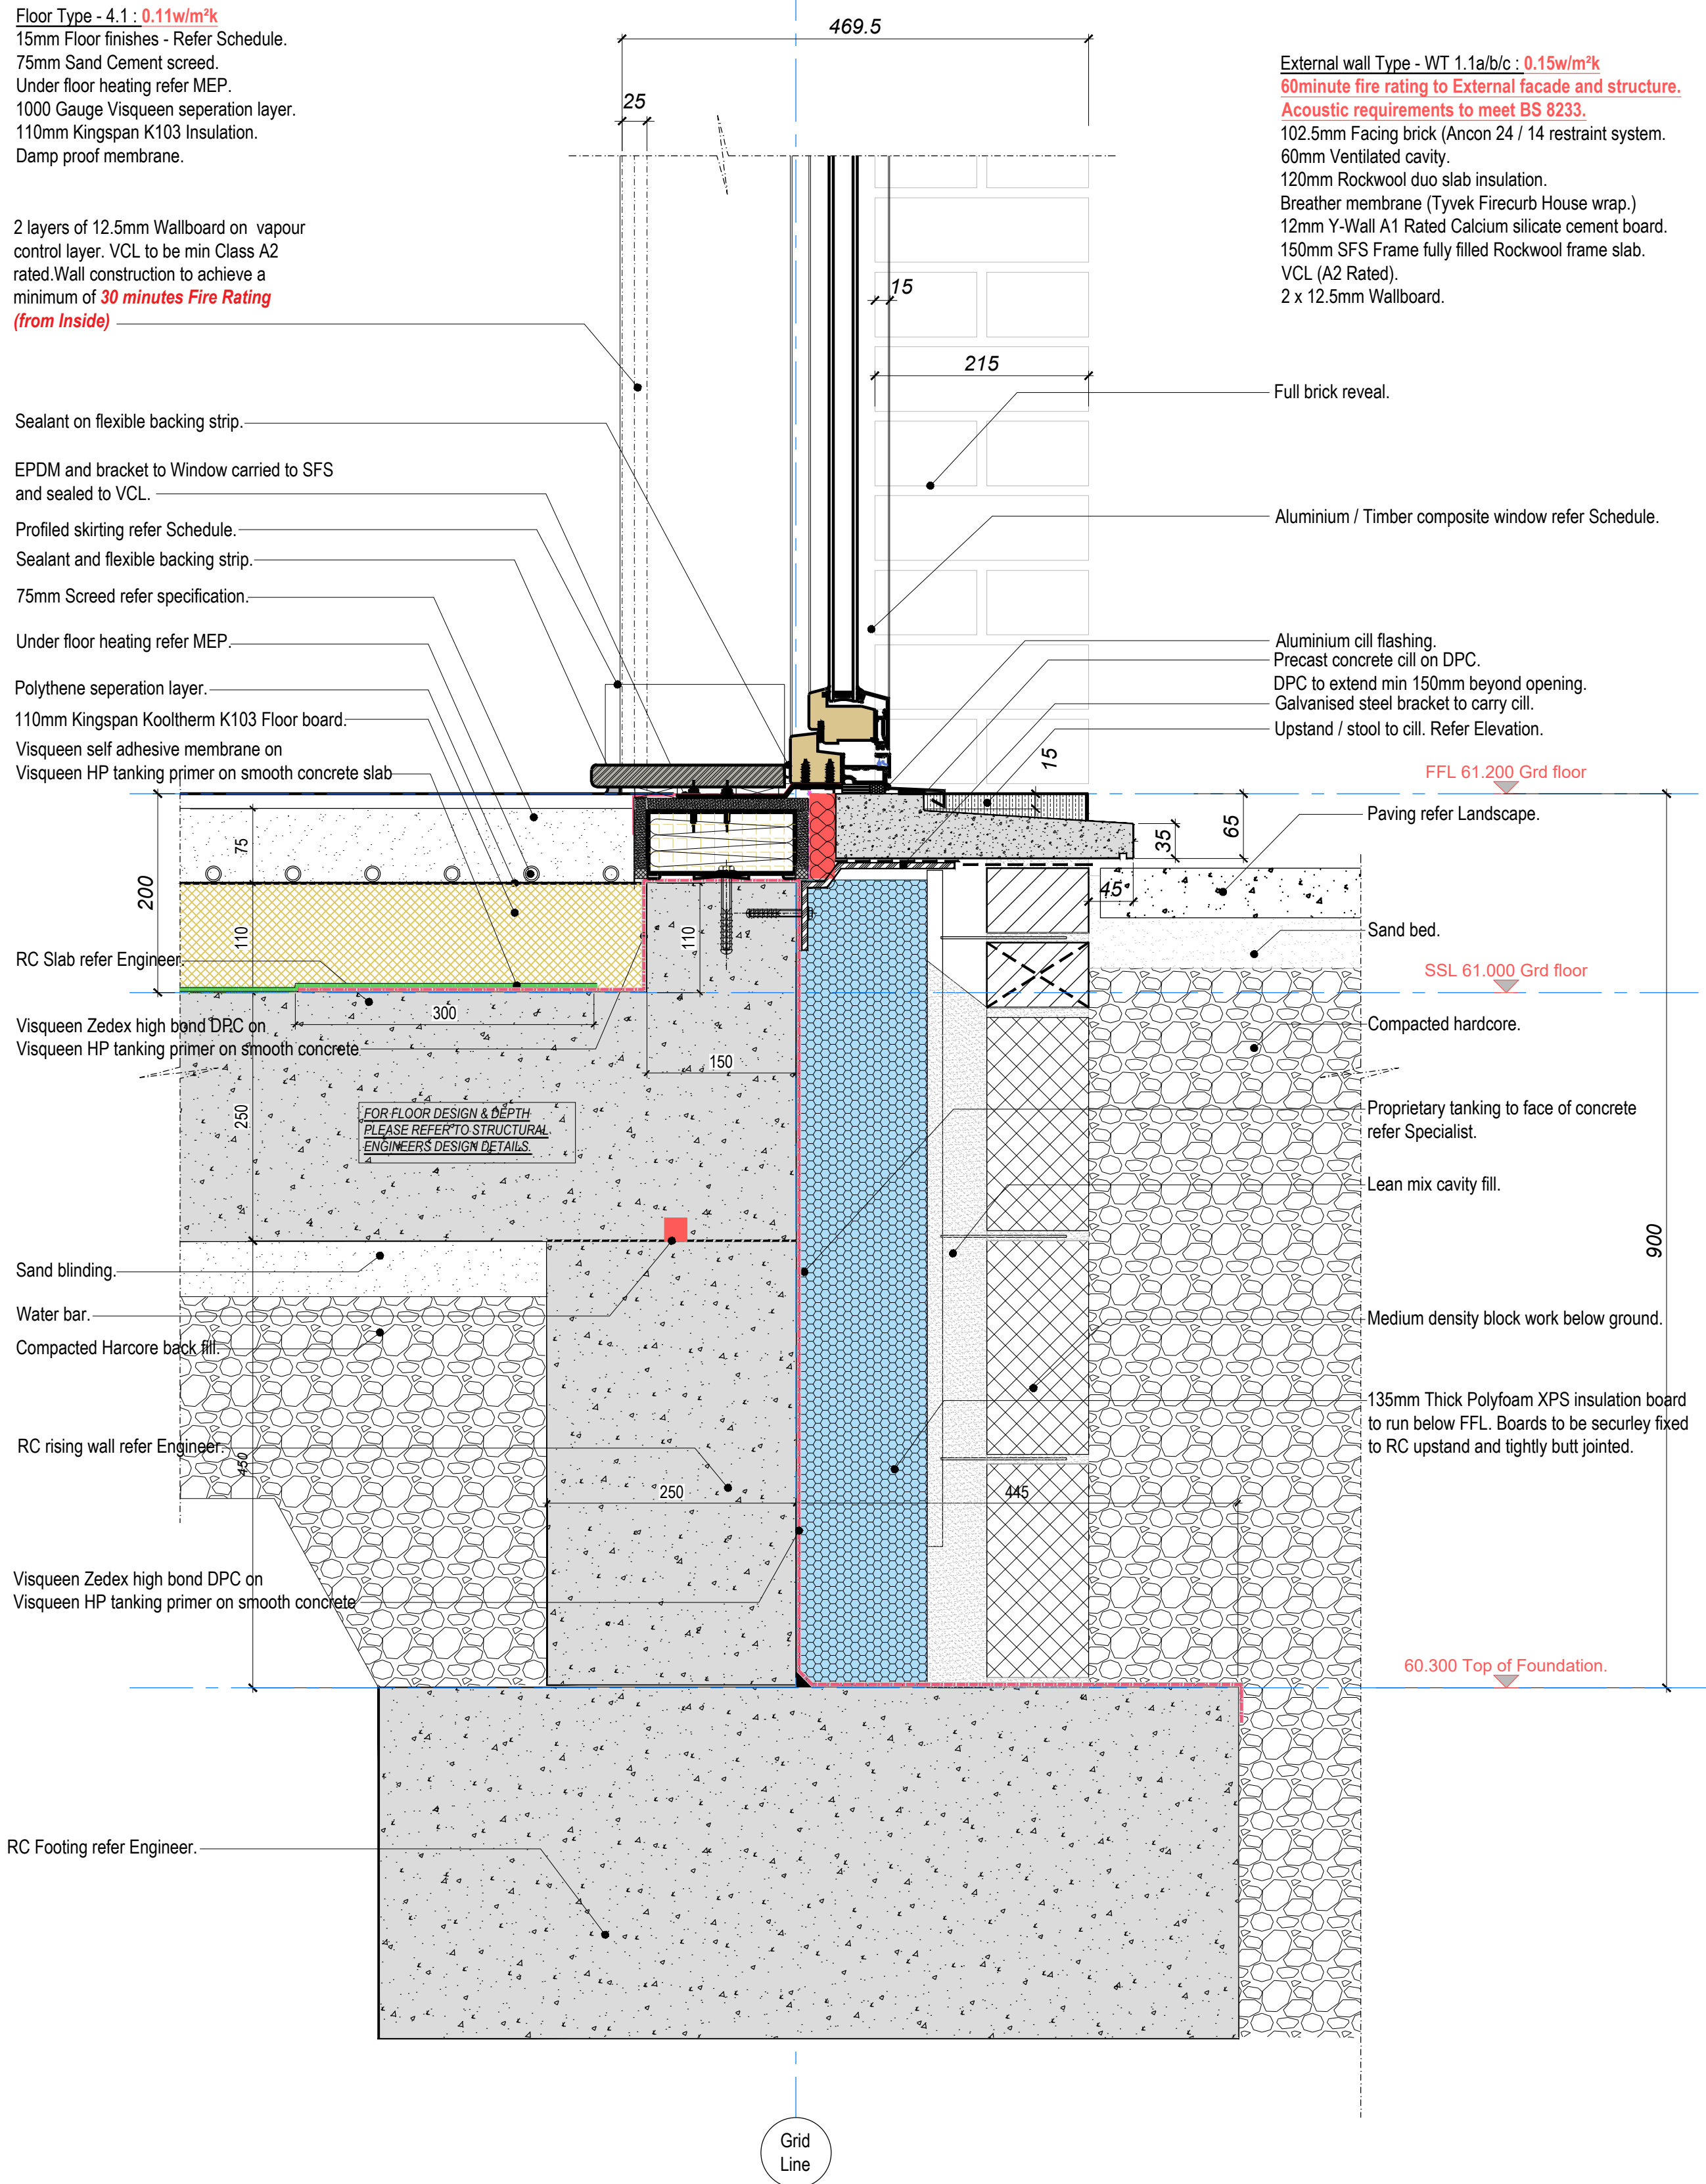 Floor Type - 4.1 : 0.11w/m²k
15mm Floor finishes - Refer Schedule.
75mm Sand Cement screed.
Under floor heating refer MEP.
1000 Gauge Visqueen seperation layer.
110mm Kingspan K103 Insulation.
Damp proof membrane.
2 layers of 12.5mm Wallboard on vapour
control layer. VCL to be min Class A2
rated.Wall construction to achieve a
minimum of 30 minutes Fire Rating
(from Inside)
Sealant on flexible backing strip.
EPDM and bracket to Window carried to SFS
and sealed to VCL.
Profiled skirting refer Schedule.
Sealant and flexible backing strip.
75mm Screed refer specification.
Under floor heating refer MEP.
Polythene seperation layer.
110mm Kingspan Kooltherm K103 Floor board.
Visqueen self adhesive membrane on
Visqueen HP tanking primer on smooth concrete slab
RC Slab refer Engineer.
Visqueen Zedex high bond DPC on
Visqueen HP tanking primer on smooth concrete
Sand blinding.
Water bar.
Compacted Harcore back fill.
RC rising wall refer Engineer.
Visqueen Zedex high bond DPC on
Visqueen HP tanking primer on smooth concrete
RC Footing refer Engineer.
469.5
25
15
215
15
35
65
45
75
200
110
110
300
150
250
FOR FLOOR DESIGN & DEPTH
PLEASE REFER TO STRUCTURAL
ENGINEERS DESIGN DETAILS.
450
250
445
900
External wall Type - WT 1.1a/b/c : 0.15w/m²k
60minute fire rating to External facade and structure.
Acoustic requirements to meet BS 8233.
102.5mm Facing brick (Ancon 24 / 14 restraint system.
60mm Ventilated cavity.
120mm Rockwool duo slab insulation.
Breather membrane (Tyvek Firecurb House wrap.)
12mm Y-Wall A1 Rated Calcium silicate cement board.
150mm SFS Frame fully filled Rockwool frame slab.
VCL (A2 Rated).
2 x 12.5mm Wallboard.
Full brick reveal.
Aluminium / Timber composite window refer Schedule.
Aluminium cill flashing.
Precast concrete cill on DPC.
DPC to extend min 150mm beyond opening.
Galvanised steel bracket to carry cill.
Upstand / stool to cill. Refer Elevation.
FFL 61.200 Grd floor
Paving refer Landscape.
Sand bed.
SSL 61.000 Grd floor
Compacted hardcore.
Proprietary tanking to face of concrete
refer Specialist.
Lean mix cavity fill.
Medium density block work below ground.
135mm Thick Polyfoam XPS insulation board
to run below FFL. Boards to be securley fixed
to RC upstand and tightly butt jointed.
60.300 Top of Foundation.
Grid
Line